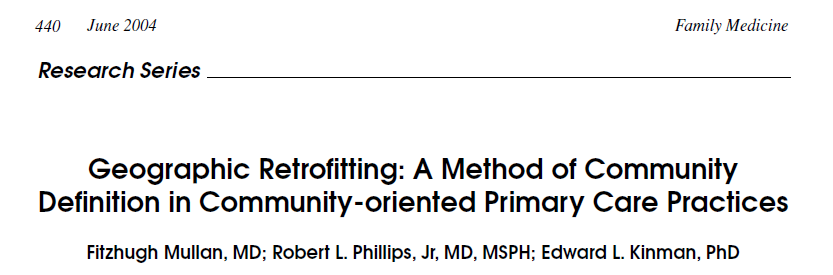 440 June 2004 Family Medicine
Research Series
Geographic Retrofitting: A Method of Community
Definition in Community-oriented Primary Care Practices
Fitzhugh Mullan, MD; Robert L. Phillips, Jr, MD, MSPH; Edward L. Kinman, PhD